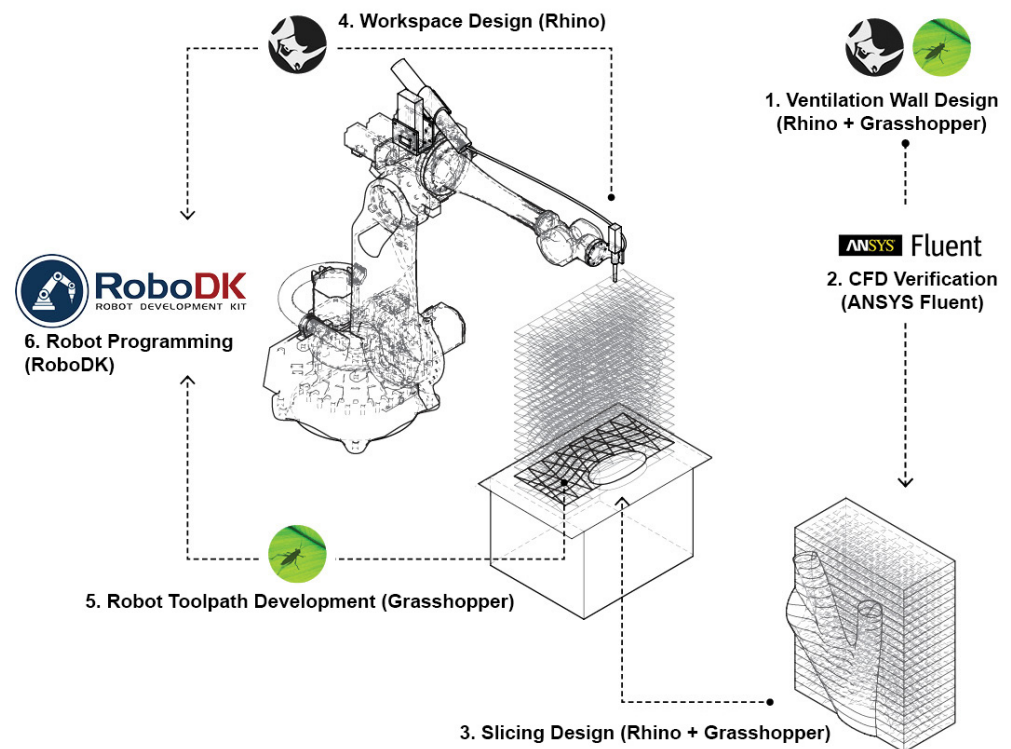 4. Workspace Design (Rhino)
1. Ventilation Wall Design
(Rhino + Grasshopper)
ANSYS Fluent
2. CFD Verification
(ANSYS Fluent)
RoboDK
ROBOT DEVELOPMENT KIT
6. Robot Programming
(RoboDK)
5. Robot Toolpath Development (Grasshopper)
3. Slicing Design (Rhino + Grasshopper)